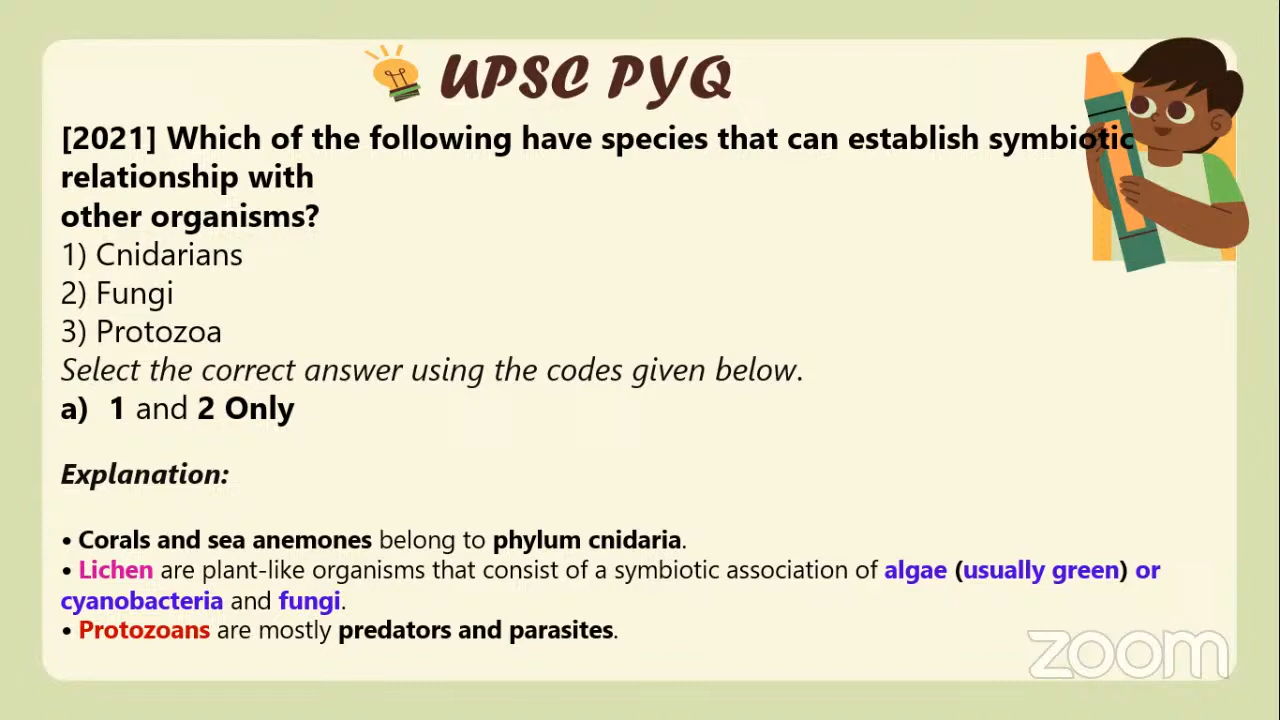 UPSC PYQ
[2021] Which of the following have species that can establish symbiotic
relationship with
other organisms?
1) Cnidarians
2) Fungi
3) Protozoa
Select the correct answer using the codes given below.
a) 1 and 2 Only
Explanation:
• Corals and sea anemones belong to phylum cnidaria.
• Lichen are plant-like organisms that consist of a symbiotic association of algae (usually green) or
cyanobacteria and fungi.
• Protozoans are mostly predators and parasites.
zoom